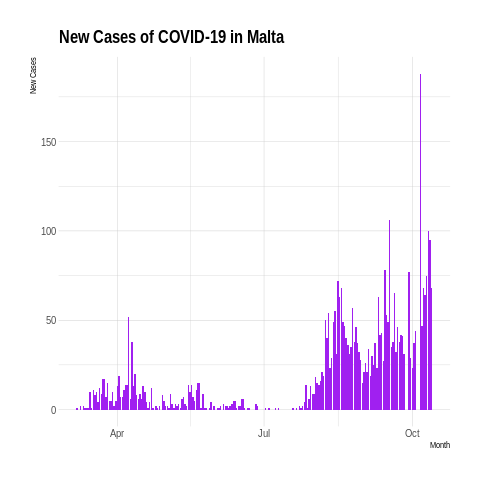 New Cases of COVID-19 in Malta
New Cases
150
100
50
0
Apr
Jul
Oct
Month